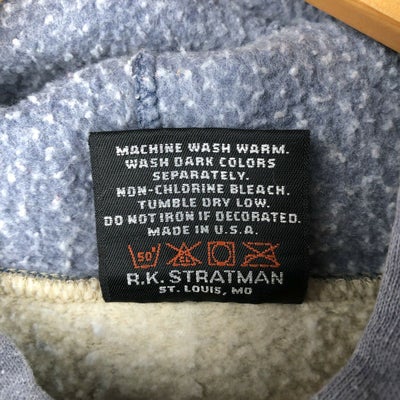 MACHINE WASH WARM.
WASH DARK COLORS
SEPARATELY.
NON-CHLORINE BLEACH.
TUMBLE DRY LOW.
DO NOT IRON IF DECORATED.
MADE IN U.S.A.
50° CL
R.K. STRATMAN
ST. LOUIS, MO